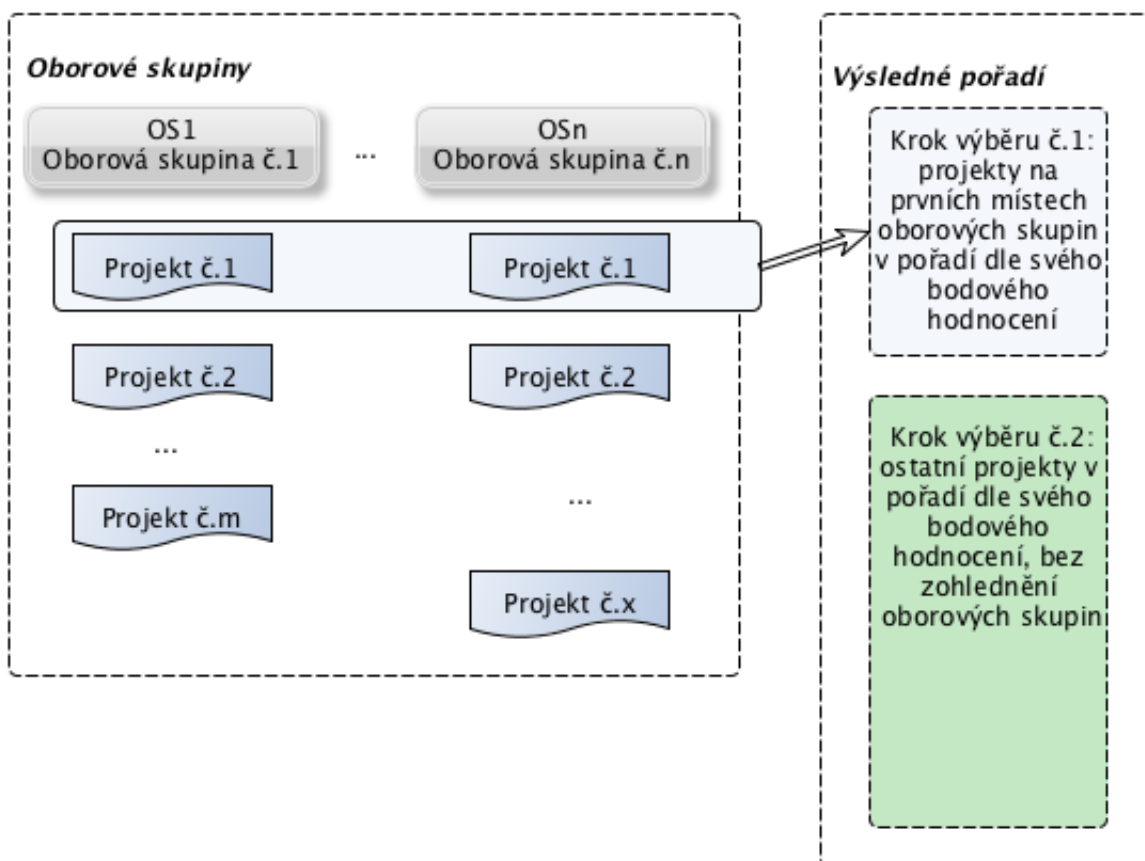 Oborové skupiny
OS1
Oborová skupina č.1
...
OSn
Oborová skupina č.n
Projekt č.1
Projekt č.1
Projekt č.2
Projekt č.2
...
...
Projekt č.m
Projekt č.x
Výsledné pořadí
Krok výběru č.1:
projekty na
prvních místech
oborových skupin
v pořadí dle svého
bodového
hodnocení
Krok výběru č.2:
ostatní projekty v
pořadí dle svého
bodového
hodnocení, bez
zohlednění
oborových skupin